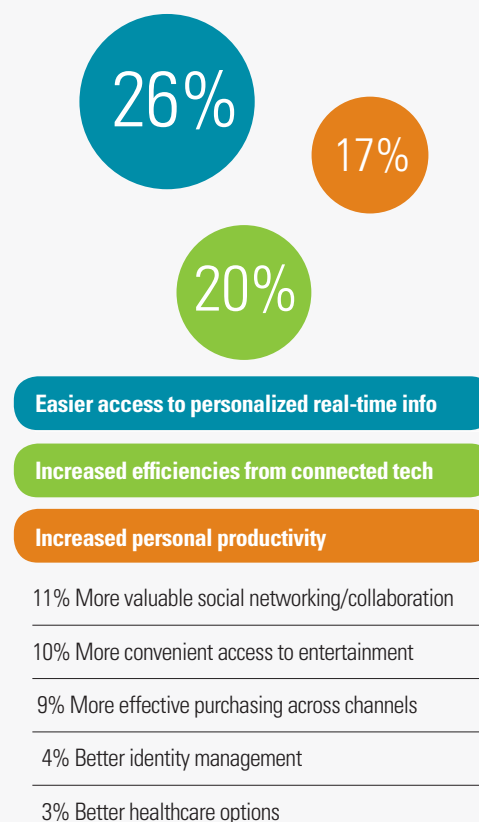 26%
17%
20%
Easier access to personalized real-time info
Increased efficiencies from connected tech
Increased personal productivity
11% More valuable social networking/collaboration
10% More convenient access to entertainment
9% More effective purchasing across channels
4% Better identity management
3% Better healthcare options